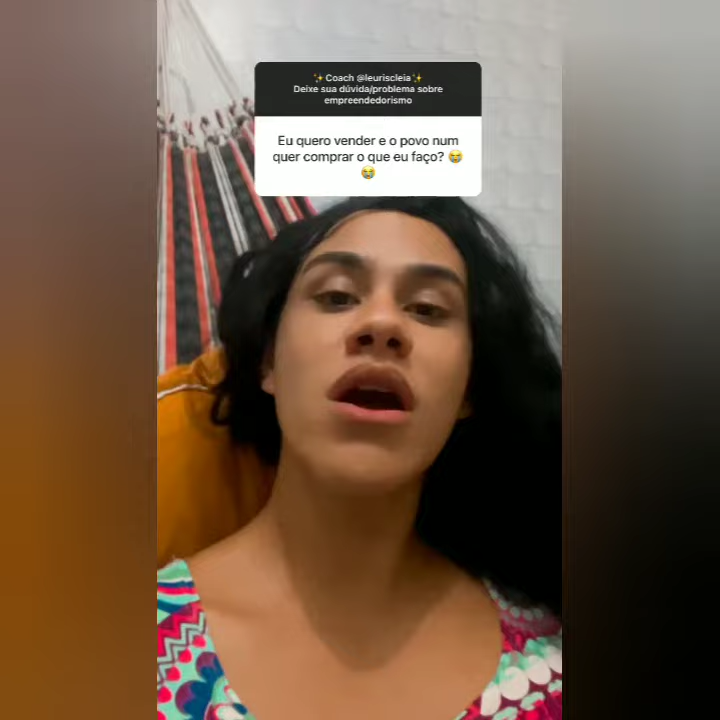 ✨Coach @leuriscleia✨
Deixe sua dúvida/problema sobre
empreendedorismo
Eu quero vender e o povo num
quer comprar o que eu faço? 😭
😭